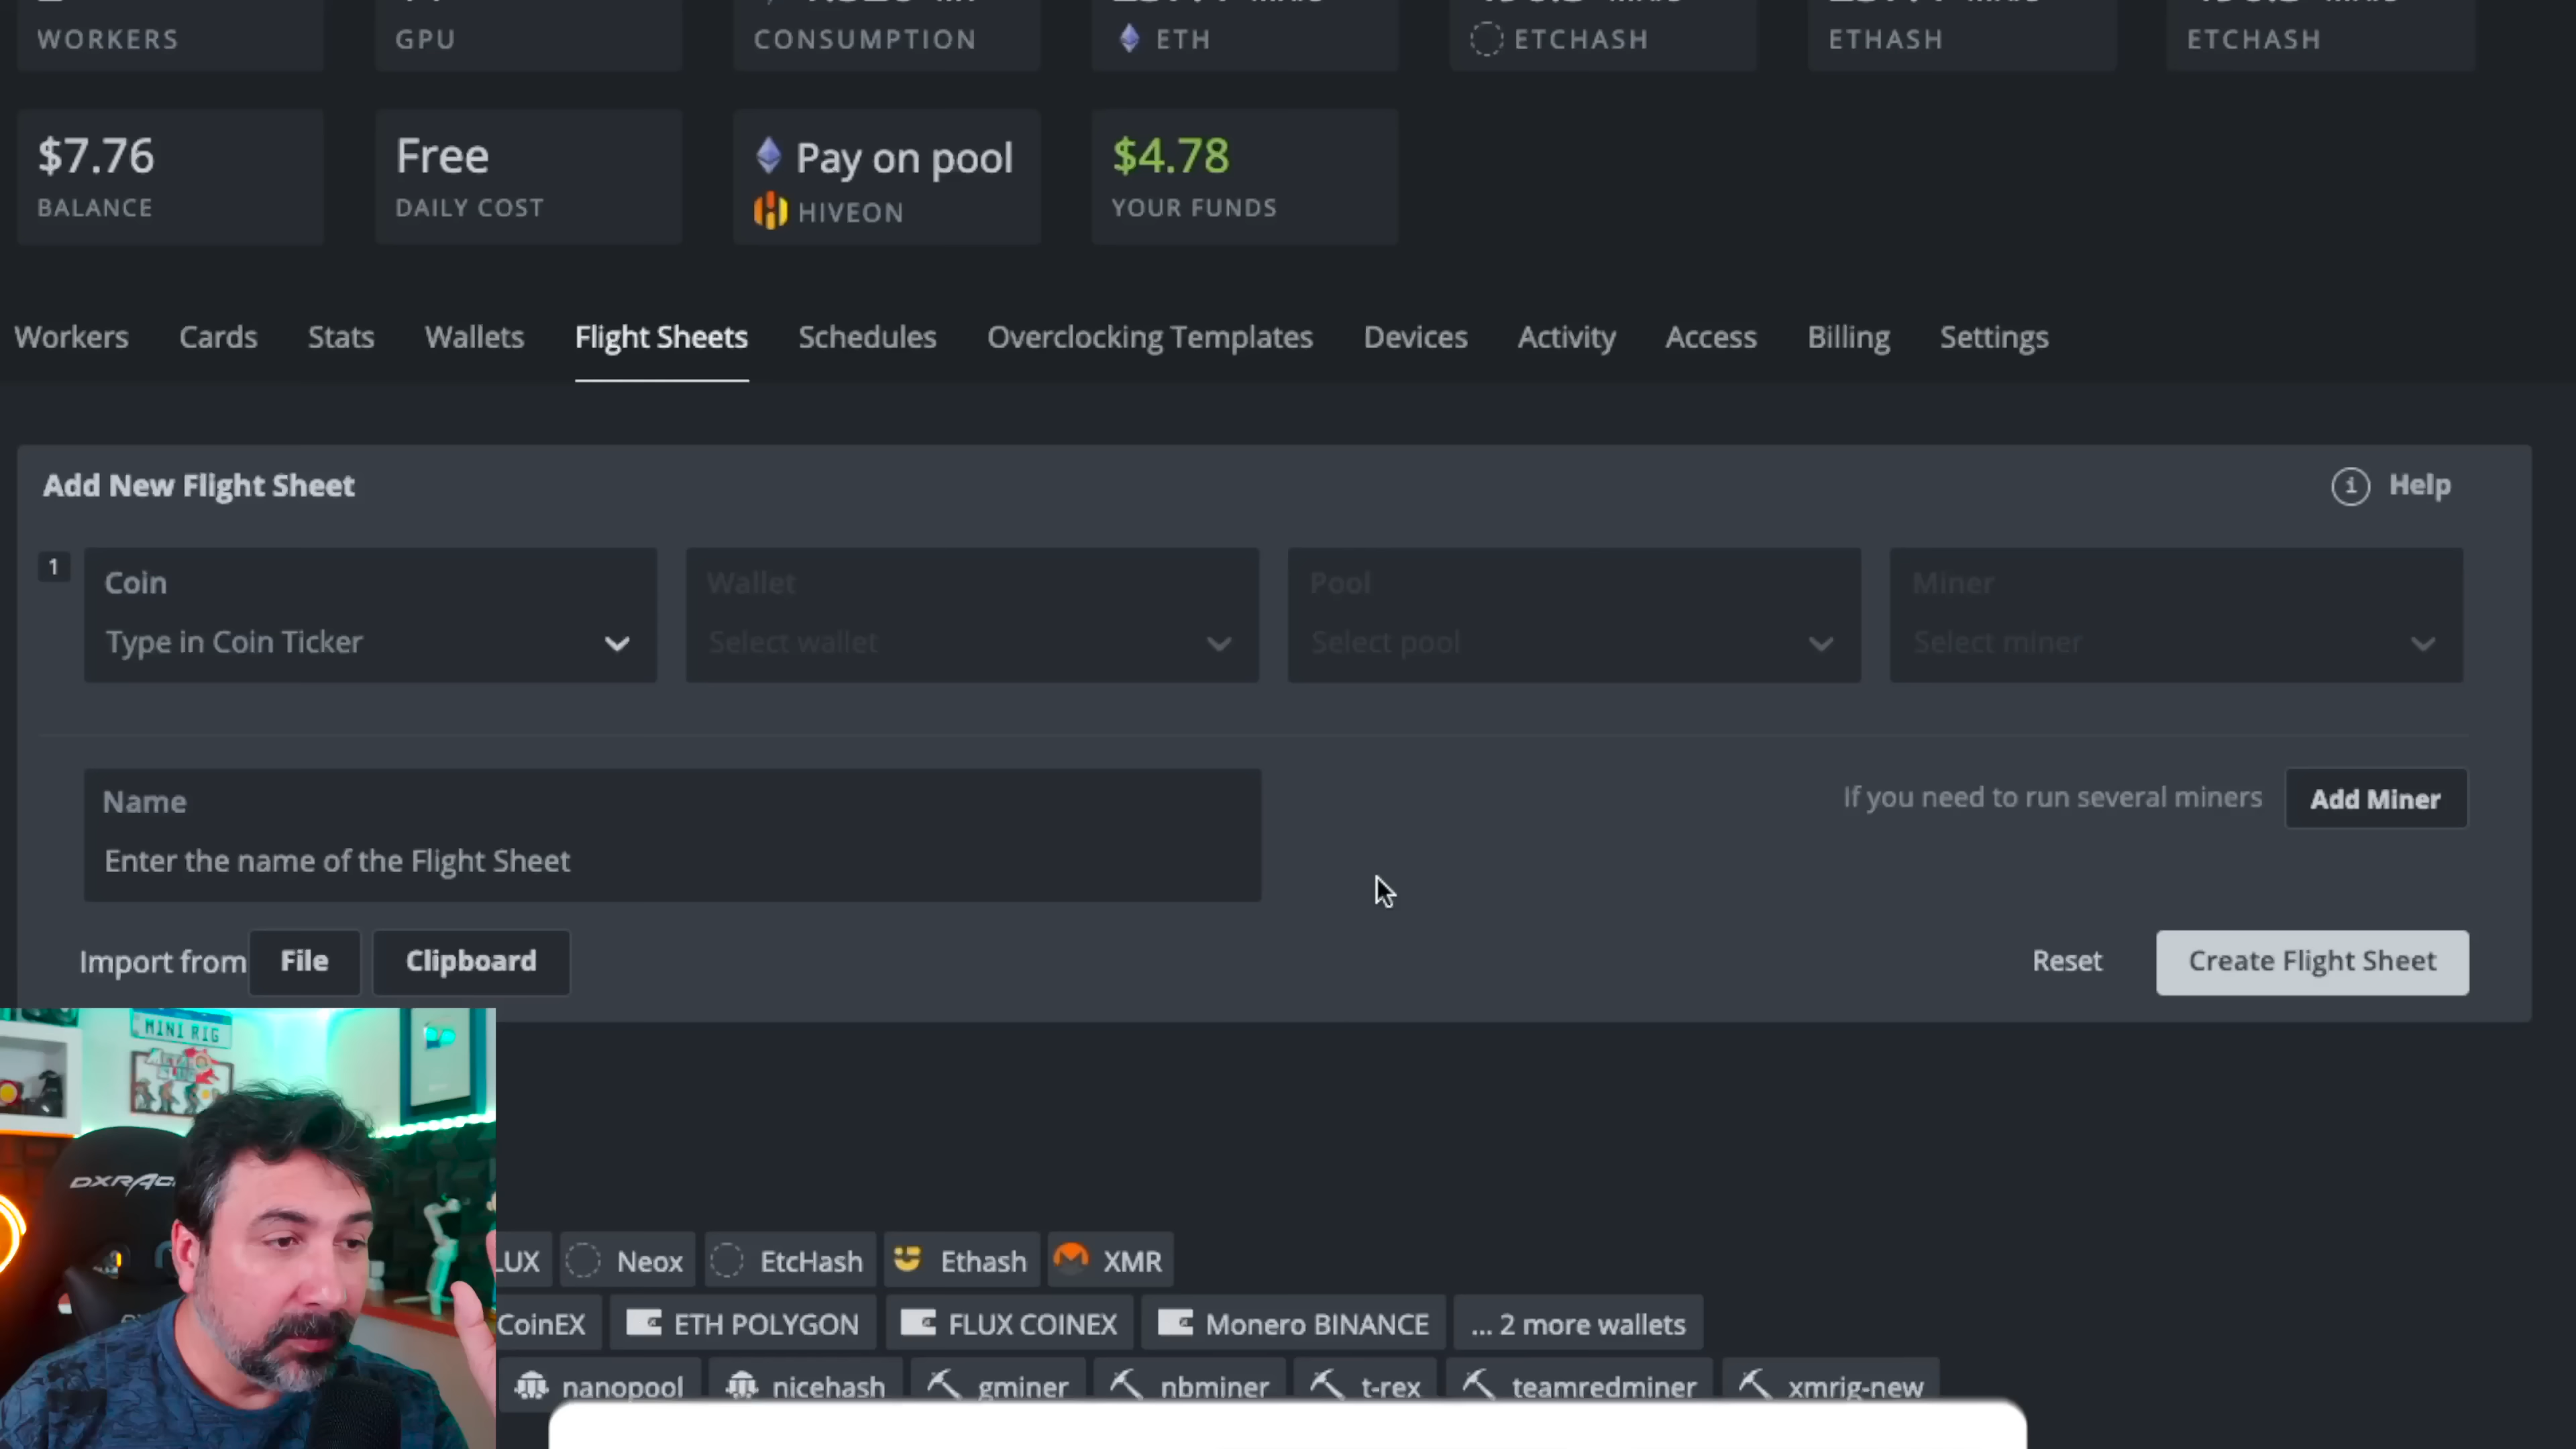 WORKERS
GPU
CONSUMPTION
ETH
ETCHASH
ETHASH
ETCHASH
$7.76
BALANCE
Free
DAILY COST
Pay on pool
HIVEON
$4.78
YOUR FUNDS
Workers Cards Stats Wallets Flight Sheets Schedules Overclocking Templates Devices Activity Access Billing Settings
Add New Flight Sheet
Help
1
Coin
Type in Coin Ticker
Wallet
Select wallet
Pool
Select pool
Miner
Select miner
Name
Enter the name of the Flight Sheet
If you need to run several miners Add Miner
Import from File Clipboard
Reset Create Flight Sheet
MINI RIG
LUX Neox EtcHash Ethash XMR
CoinEX ETH POLYGON FLUX COINEX Monero BINANCE ... 2 more wallets
nanopool nicehash gminer nbminer t-rex teamredminer xmrig-new